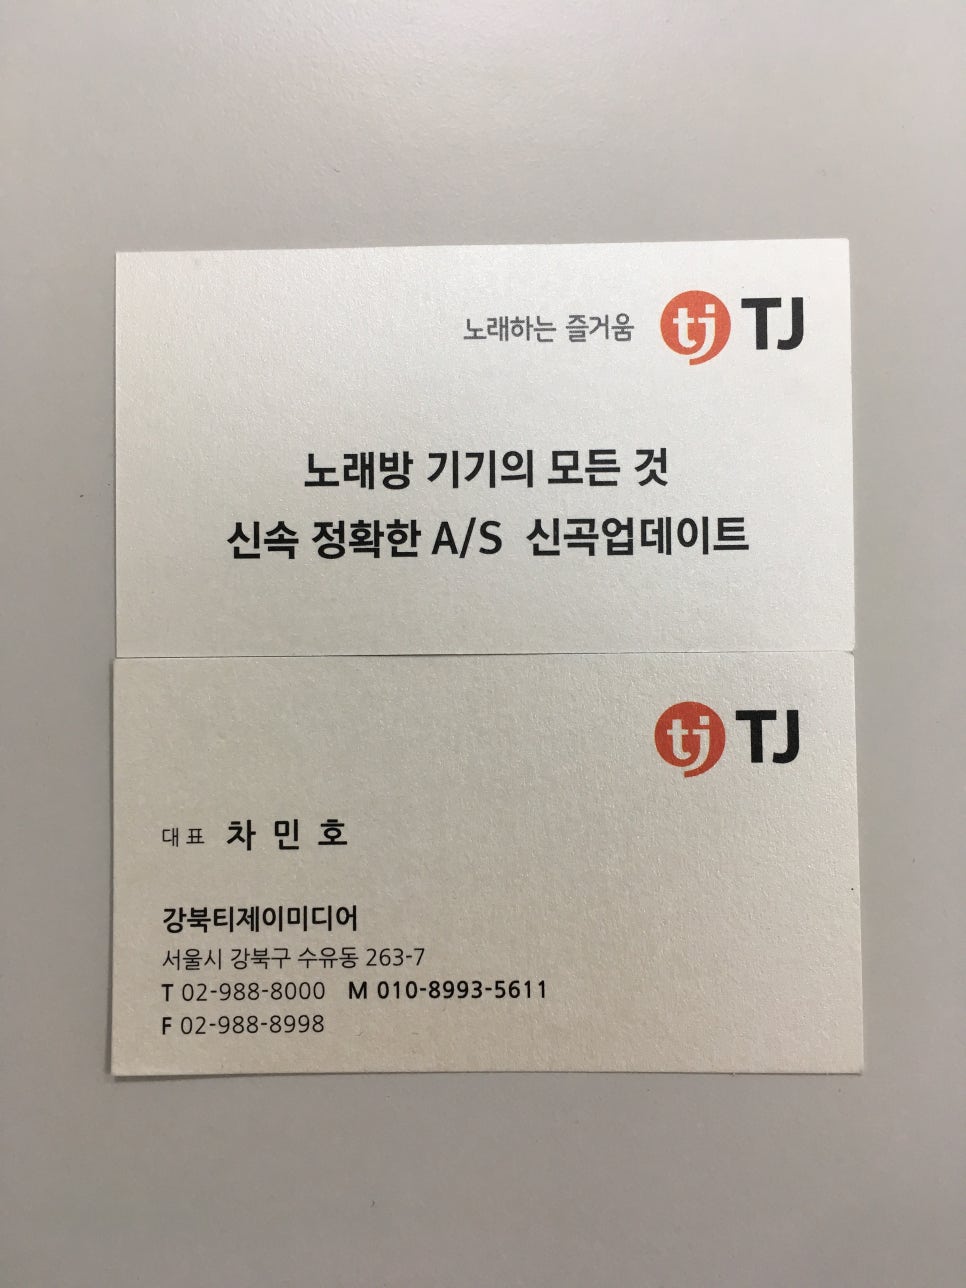 노래하는 즐거움 tj TJ
노래방 기기의 모든 것
신속 정확한 A/S 신곡업데이트
tj TJ
대표 차 민 호
강북티제이미디어
서울시 강북구 수유동 263-7
T 02-988-8000 M 010-8993-5611
F 02-988-8998